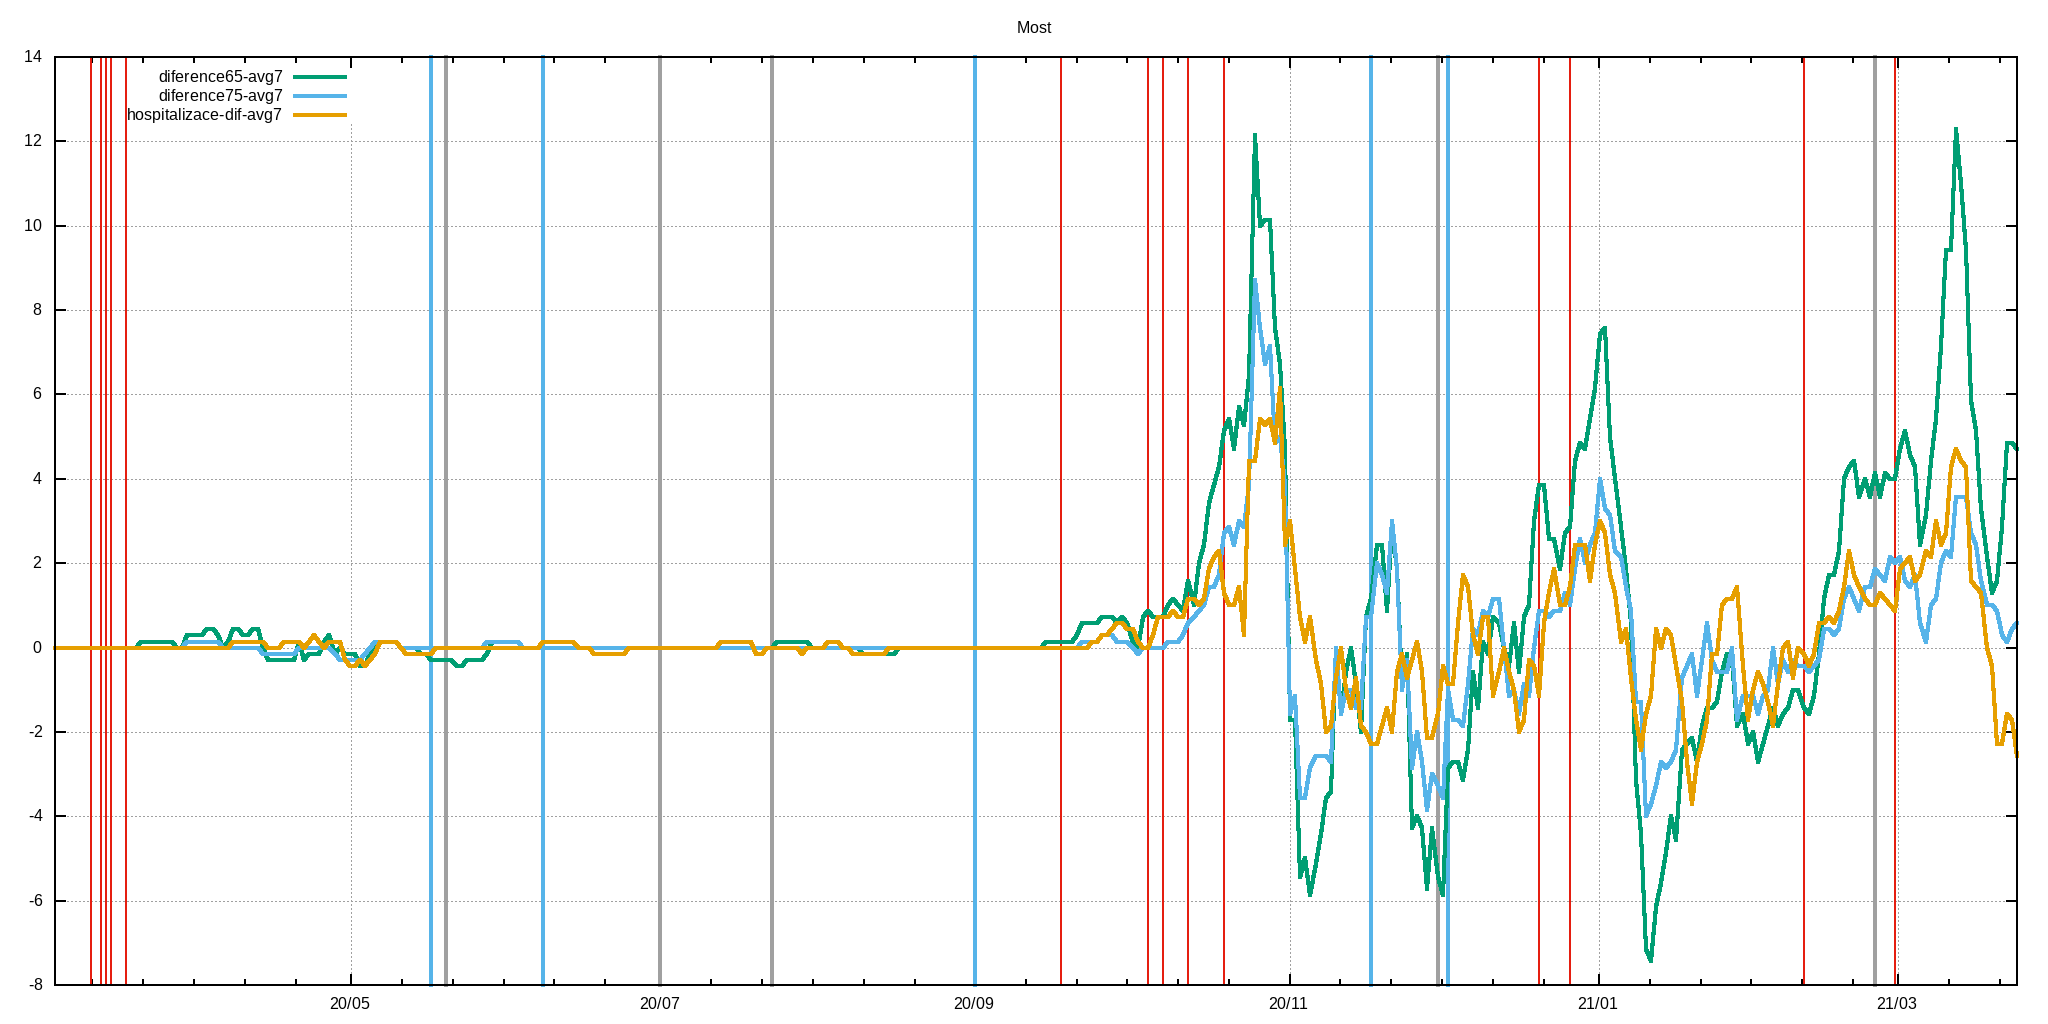 Most
14
diference65-avg7
diference75-avg7
hospitalizace-dif-avg7
12
10
8
6
4
2
0
-2
-4
-6
-8
20/05 20/07 20/09 20/11 21/01 21/03